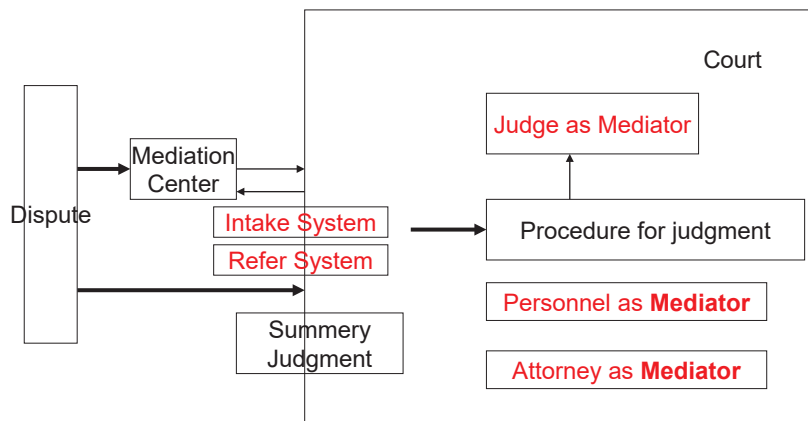 Court
Judge as Mediator
Mediation
Center
Dispute
Intake System
Procedure for judgment
Refer System
Personnel as Mediator
Summery
Judgment
Attorney as Mediator